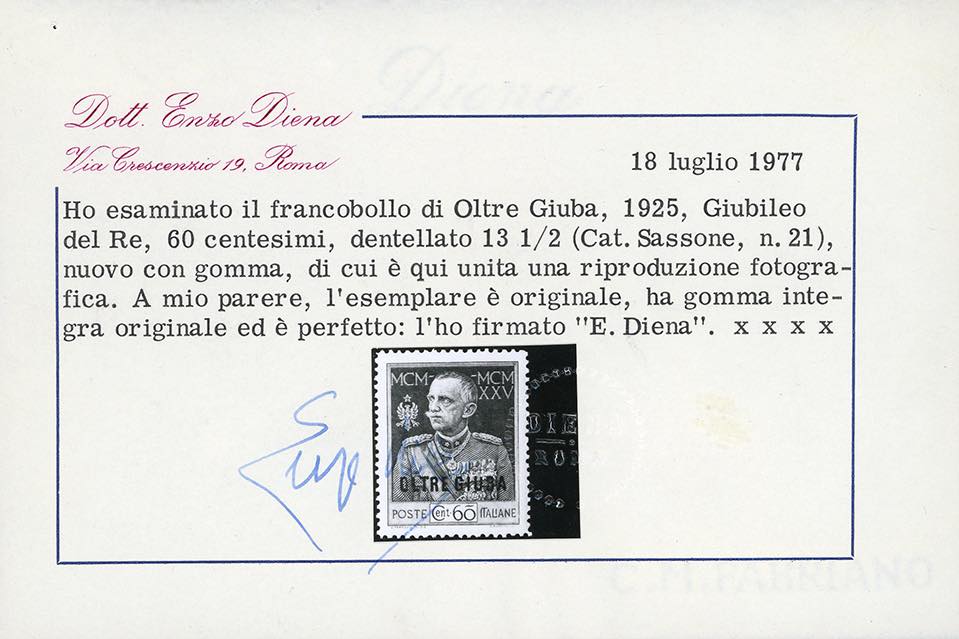 Dott. Enzo Diena
Via Crescenzio 19, Roma
18 luglio 1977
Ho esaminato il francobollo di Oltre Giuba, 1925, Giubileo
del Re, 60 centesimi, dentellato 13 1/2 (Cat. Sassone, n. 21),
nuovo con gomma, di cui è qui unita una riproduzione fotogra-
fica. A mio parere, l'esemplare è originale, ha gomma inte-
gra originale ed è perfetto: l'ho firmato "E. Diena". x x x x
MCM- -MCM
XXV
OLTRE GIUBA
POSTE Cent. 60 ITALIANE
C.M.FABRIANO
Diena